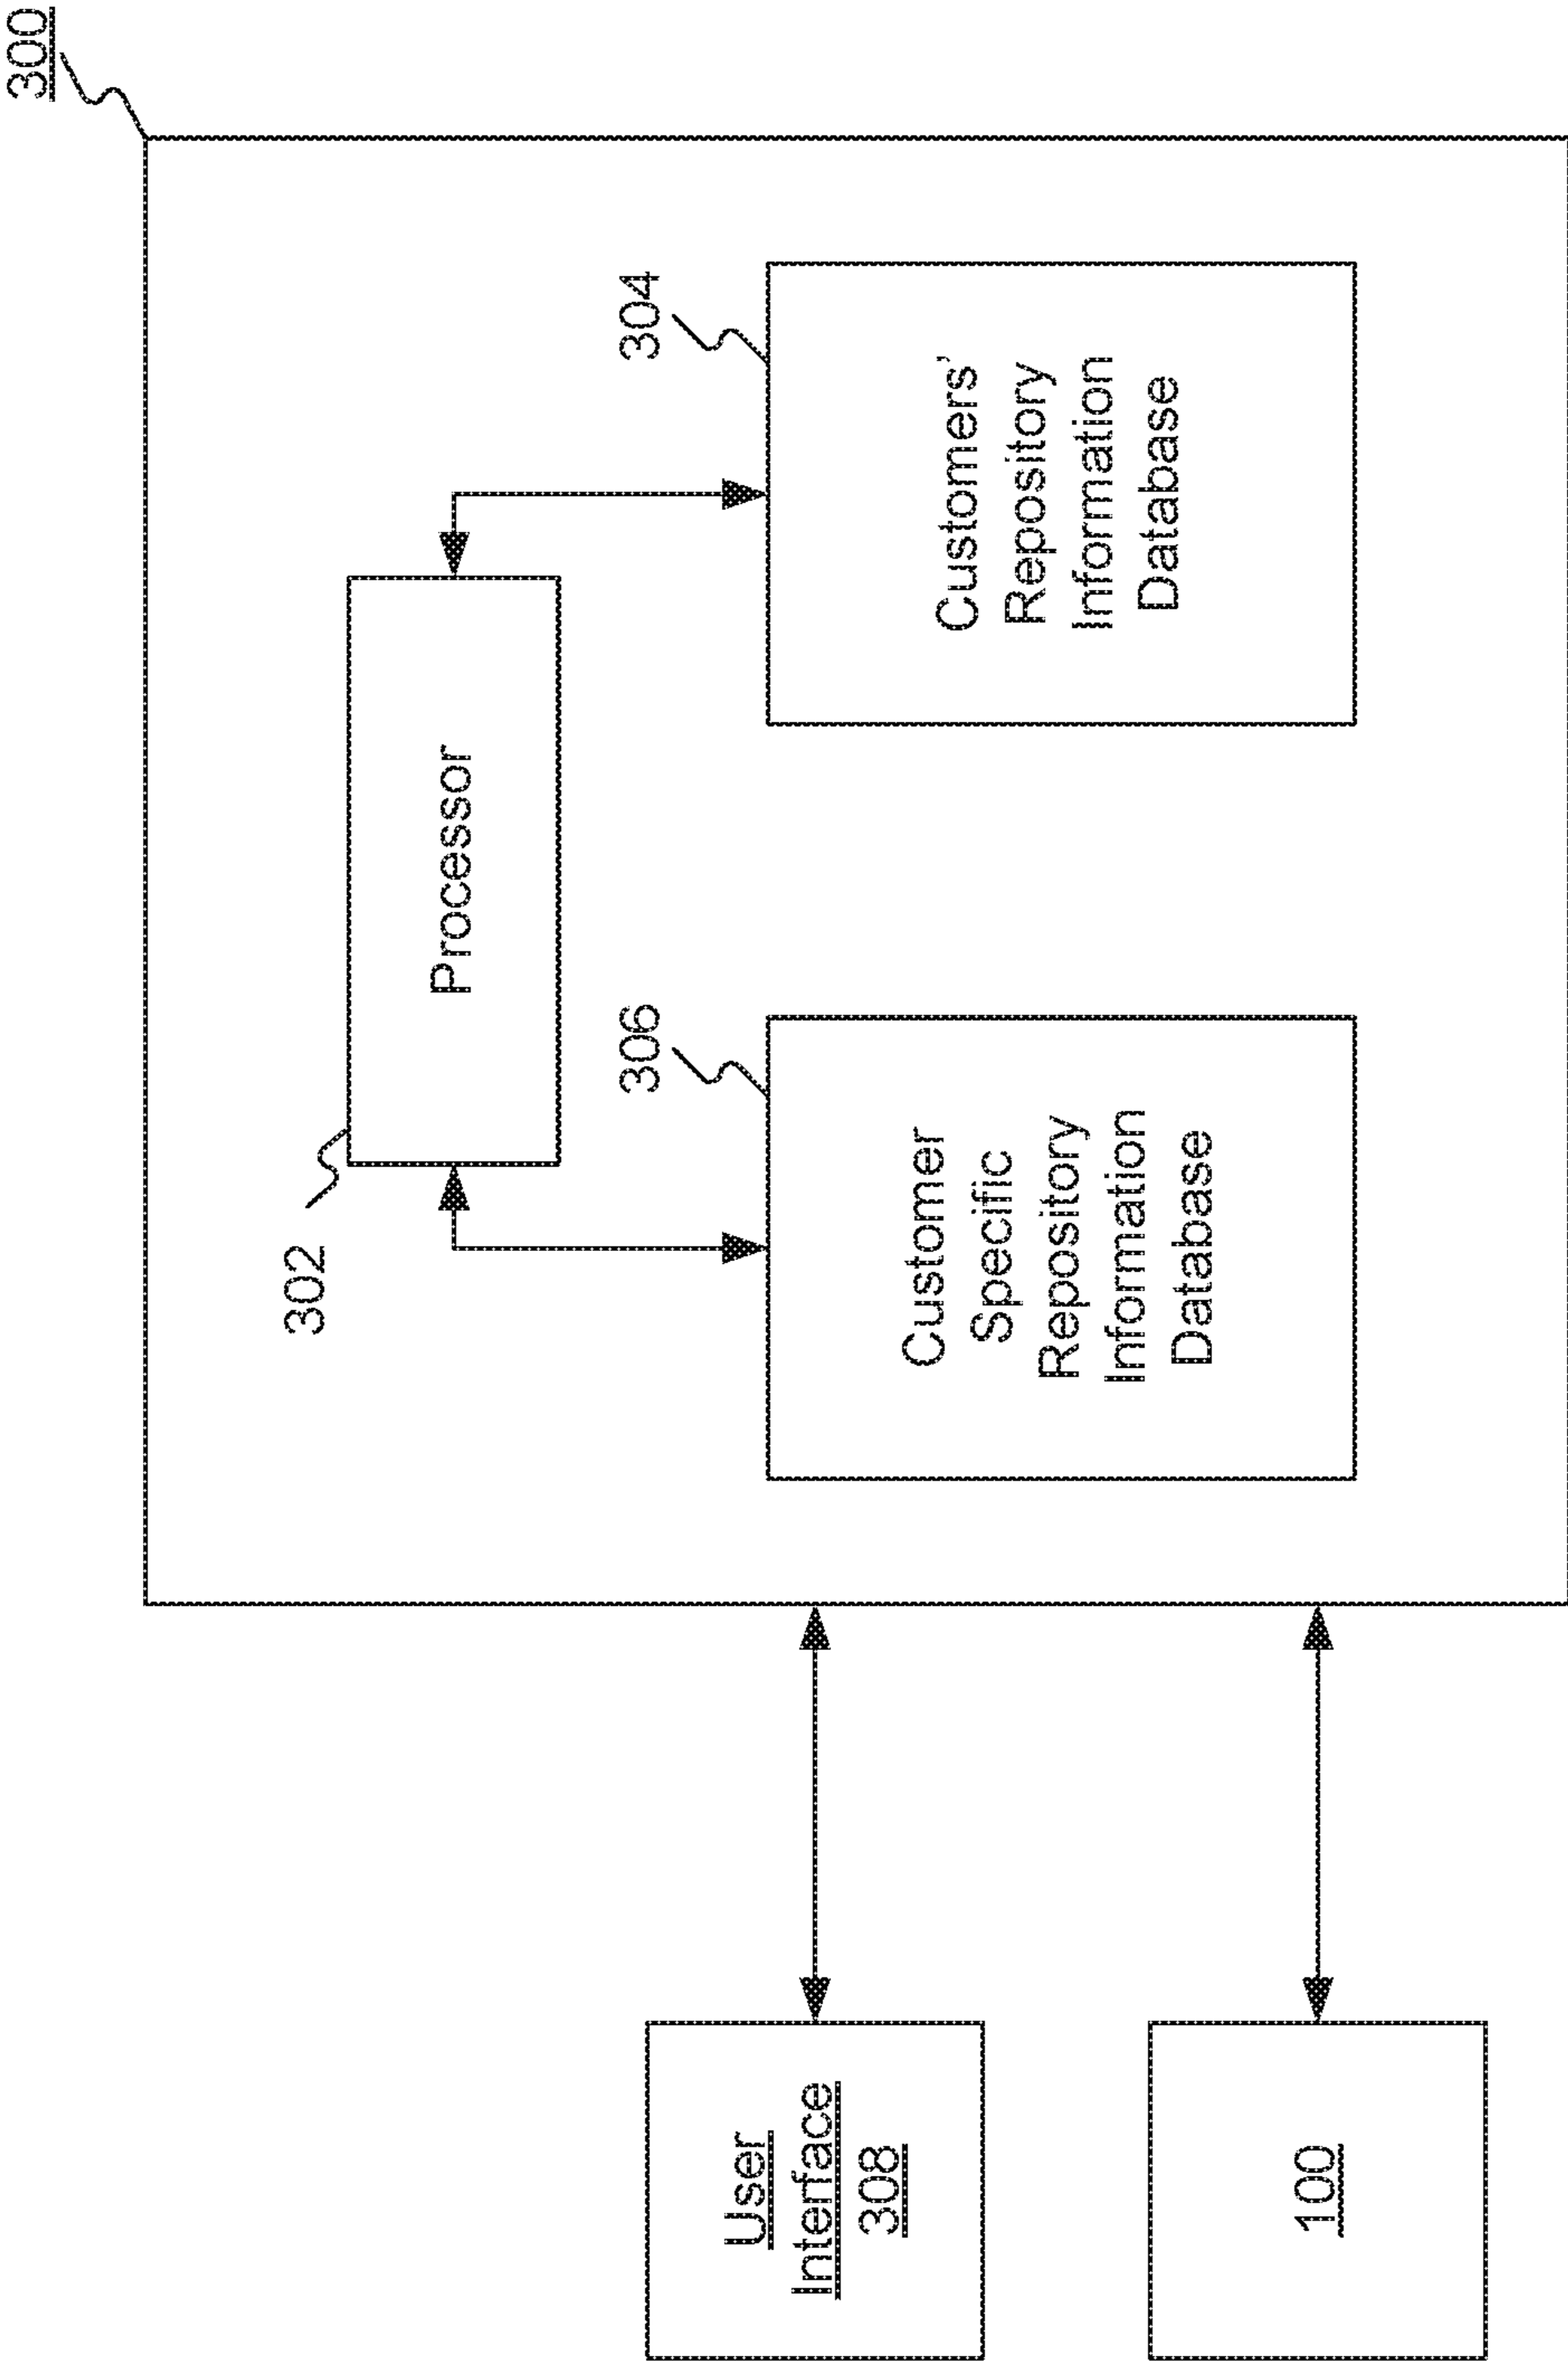 300
302
Processor
304
Customers'
Repository
Information
Database
306
Customer
Specific
Repository
Information
Database
User
Interface
308
100